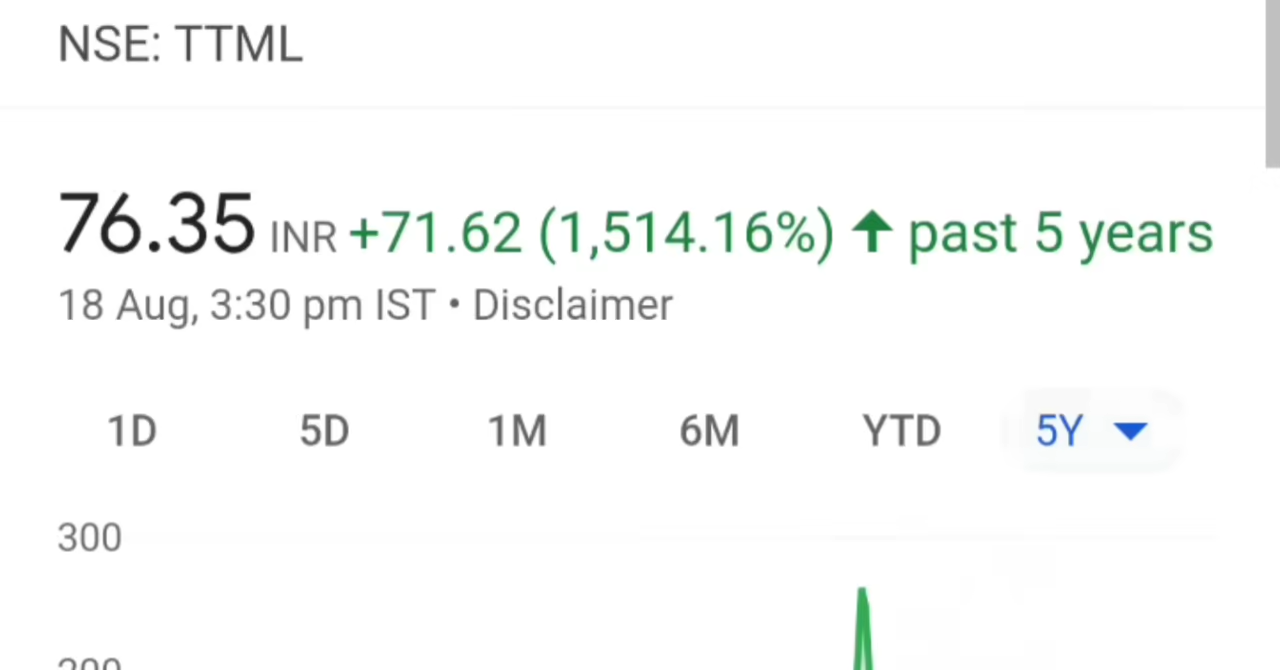 NSE: TTML
76.35 INR +71.62 (1,514.16%) ↑ past 5 years
18 Aug, 3:30 pm IST • Disclaimer
1D 5D 1M 6M YTD 5Y
300
200